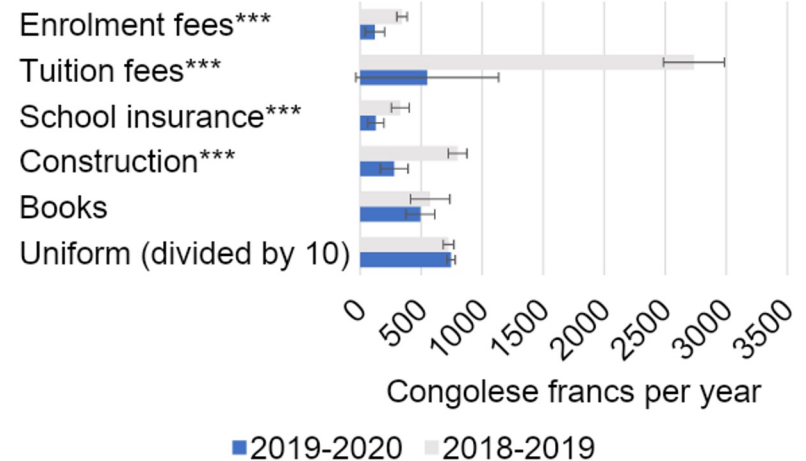 Enrolment fees***
Tuition fees***
School insurance***
Construction***
Books
Uniform (divided by 10)
0 500 1000 1500 2000 2500 3000 3500
Congolese francs per year
2019-2020 2018-2019